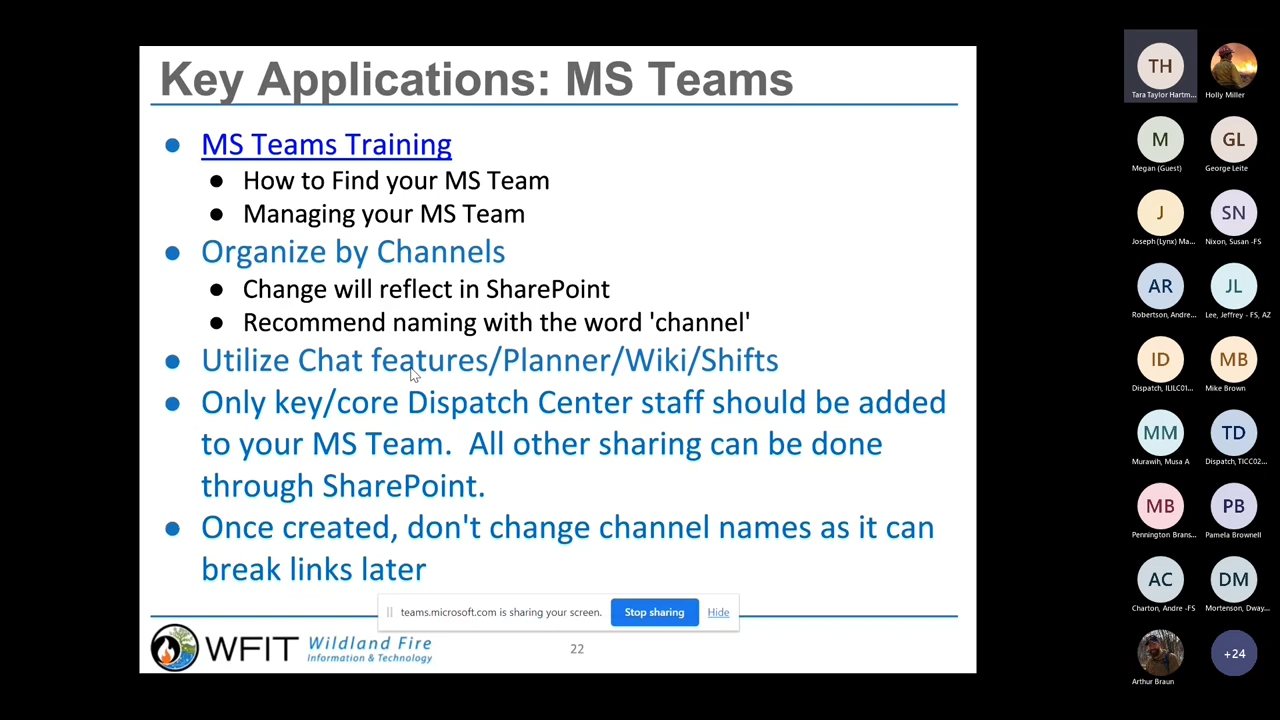 Key Applications: MS Teams
MS Teams Training
How to Find your MS Team
Managing your MS Team
Organize by Channels
Change will reflect in SharePoint
Recommend naming with the word 'channel'
Utilize Chat features/Planner/Wiki/Shifts
Only key/core Dispatch Center staff should be added
to your MS Team.  All other sharing can be done
through SharePoint.
Once created, don't change channel names as it can
break links later
teams.microsoft.com is sharing your screen. Stop sharing Hide
WFIT Wildland Fire
Information & Technology
22
TH
Tara Taylor Hartm...
Holly Miller
M
Megan (Guest)
GL
George Leite
J
Joseph (Lynx) Ma...
SN
Nixon, Susan -FS
AR
Robertson, Andre...
JL
Lee, Jeffrey - FS, AZ
ID
Dispatch, ILILC01...
MB
Mike Brown
MM
Murawih, Musa A
TD
Dispatch, TICC02...
MB
Pennington Brans...
PB
Pamela Brownell
AC
Charton, Andre -FS
DM
Mortenson, Dway...
Arthur Braun
+24